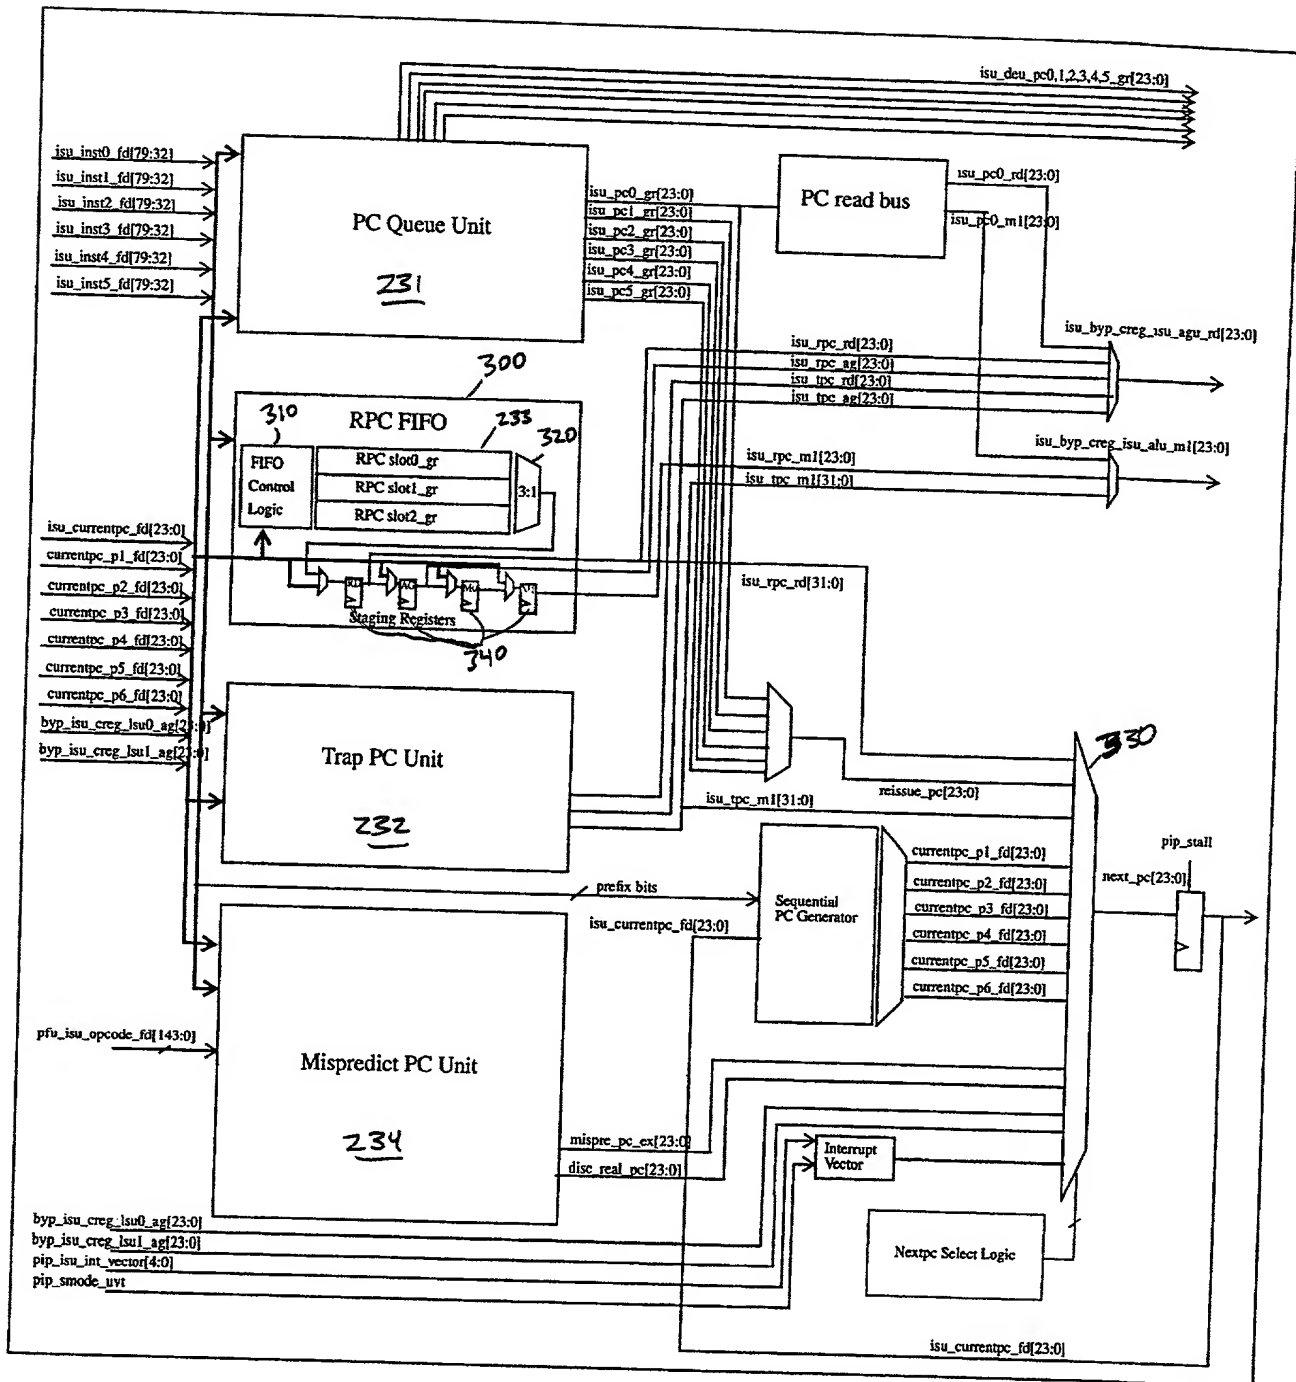 isu_deu_pc0,1,2,3,4,5_gr[23:0]
isu_inst0_fd[79:32]
isu_inst1_fd[79:32]
isu_inst2_fd[79:32]
isu_inst3_fd[79:32]
isu_inst4_fd[79:32]
isu_inst5_fd[79:32]
PC Queue Unit
231
isu_pc0_gr[23:0]
isu_pc1_gr[23:0]
isu_pc2_gr[23:0]
isu_pc3_gr[23:0]
isu_pc4_gr[23:0]
isu_pc5_gr[23:0]
PC read bus
isu_pc0_rd[23:0]
isu_pc0_m1[23:0]
isu_byp_creg_isu_agu_rd[23:0]
isu_rpc_rd[23:0]
isu_rpc_ag[23:0]
isu_tpc_rd[23:0]
isu_tpc_ag[23:0]
isu_byp_creg_isu_alu_m1[23:0]
isu_rpc_m1[23:0]
isu_tpc_m1[31:0]
300
310
RPC FIFO
233
320
FIFO
Control
Logic
RPC slot0_gr
RPC slot1_gr
RPC slot2_gr
3:1
RD
AG
Staging Registers
340
isu_rpc_rd[31:0]
isu_currentpc_fd[23:0]
currentpc_p1_fd[23:0]
currentpc_p2_fd[23:0]
currentpc_p3_fd[23:0]
currentpc_p4_fd[23:0]
currentpc_p5_fd[23:0]
currentpc_p6_fd[23:0]
byp_isu_creg_lsu0_ag[23:0]
byp_isu_creg_lsu1_ag[23:0]
Trap PC Unit
232
330
reissue_pc[23:0]
isu_tpc_m1[31:0]
pip_stall
next_pc[23:0]
prefix bits
isu_currentpc_fd[23:0]
Sequential
PC Generator
currentpc_p1_fd[23:0]
currentpc_p2_fd[23:0]
currentpc_p3_fd[23:0]
currentpc_p4_fd[23:0]
currentpc_p5_fd[23:0]
currentpc_p6_fd[23:0]
pfu_isu_opcode_fd[143:0]
Mispredict PC Unit
234
mispre_pc_ex[23:0]
disc_real_pc[23:0]
Interrupt
Vector
byp_isu_creg_lsu0_ag[23:0]
byp_isu_creg_lsu1_ag[23:0]
pip_isu_int_vector[4:0]
pip_smode_uvt
Nextpc Select Logic
isu_currentpc_fd[23:0]